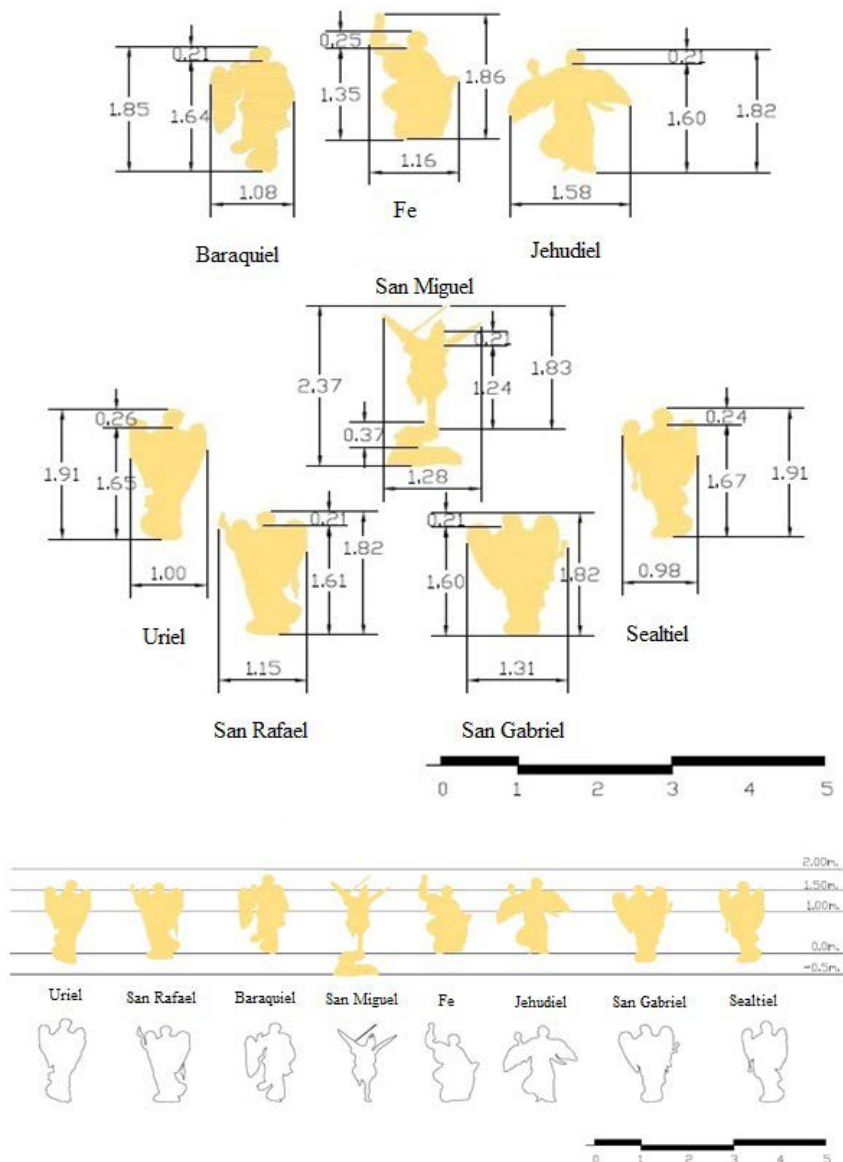 0.21
1.85
1.64
1.08
Baraquiel
0.25
1.35
1.86
1.16
Fe
0.21
1.60
1.82
1.58
Jehudiel
San Miguel
2.37
0.21
1.24
1.83
0.37
1.28
0.26
1.91
1.65
1.00
Uriel
0.21
1.82
1.61
1.15
San Rafael
0.21
1.60
1.82
1.31
San Gabriel
0.24
1.67
1.91
0.98
Sealtiel
0 1 2 3 4 5
2.00m.
1.50m.
1.00m.
0.0m.
-0.5m.
Uriel San Rafael Baraquiel San Miguel Fe Jehudiel San Gabriel Sealtiel
0 1 2 3 4 5